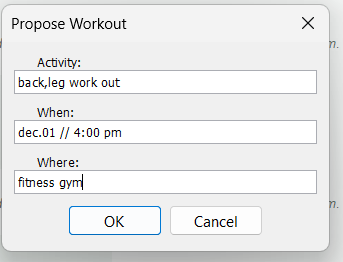 Propose Workout
Activity:
back,leg work out
When:
dec.01 // 4:00 pm
m.
Where:
fitness gym
m.
OK Cancel